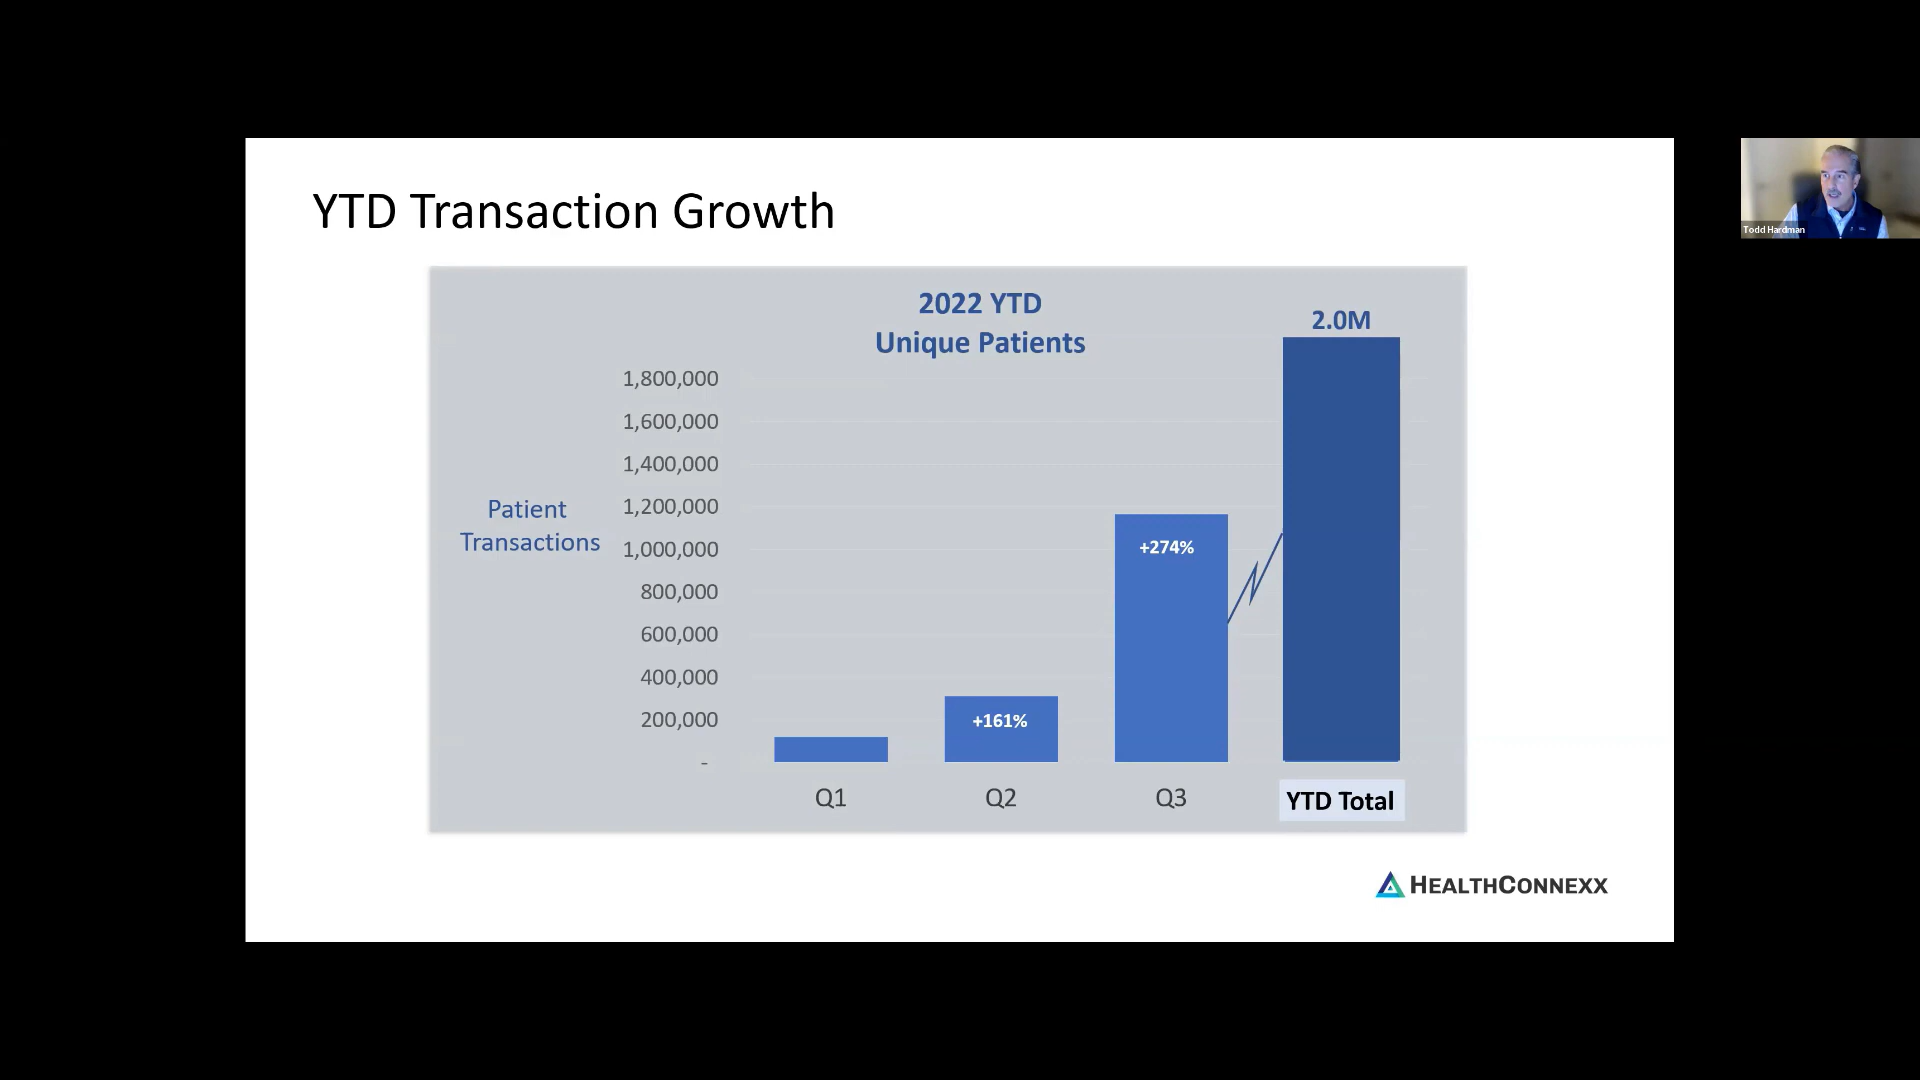 YTD Transaction Growth
Todd Hardman
2022 YTD
Unique Patients
2.0M
1,800,000
1,600,000
1,400,000
1,200,000
1,000,000
800,000
600,000
400,000
200,000
-
Patient
Transactions
+161%
+274%
Q1
Q2
Q3
YTD Total
HEALTHCONNEXX